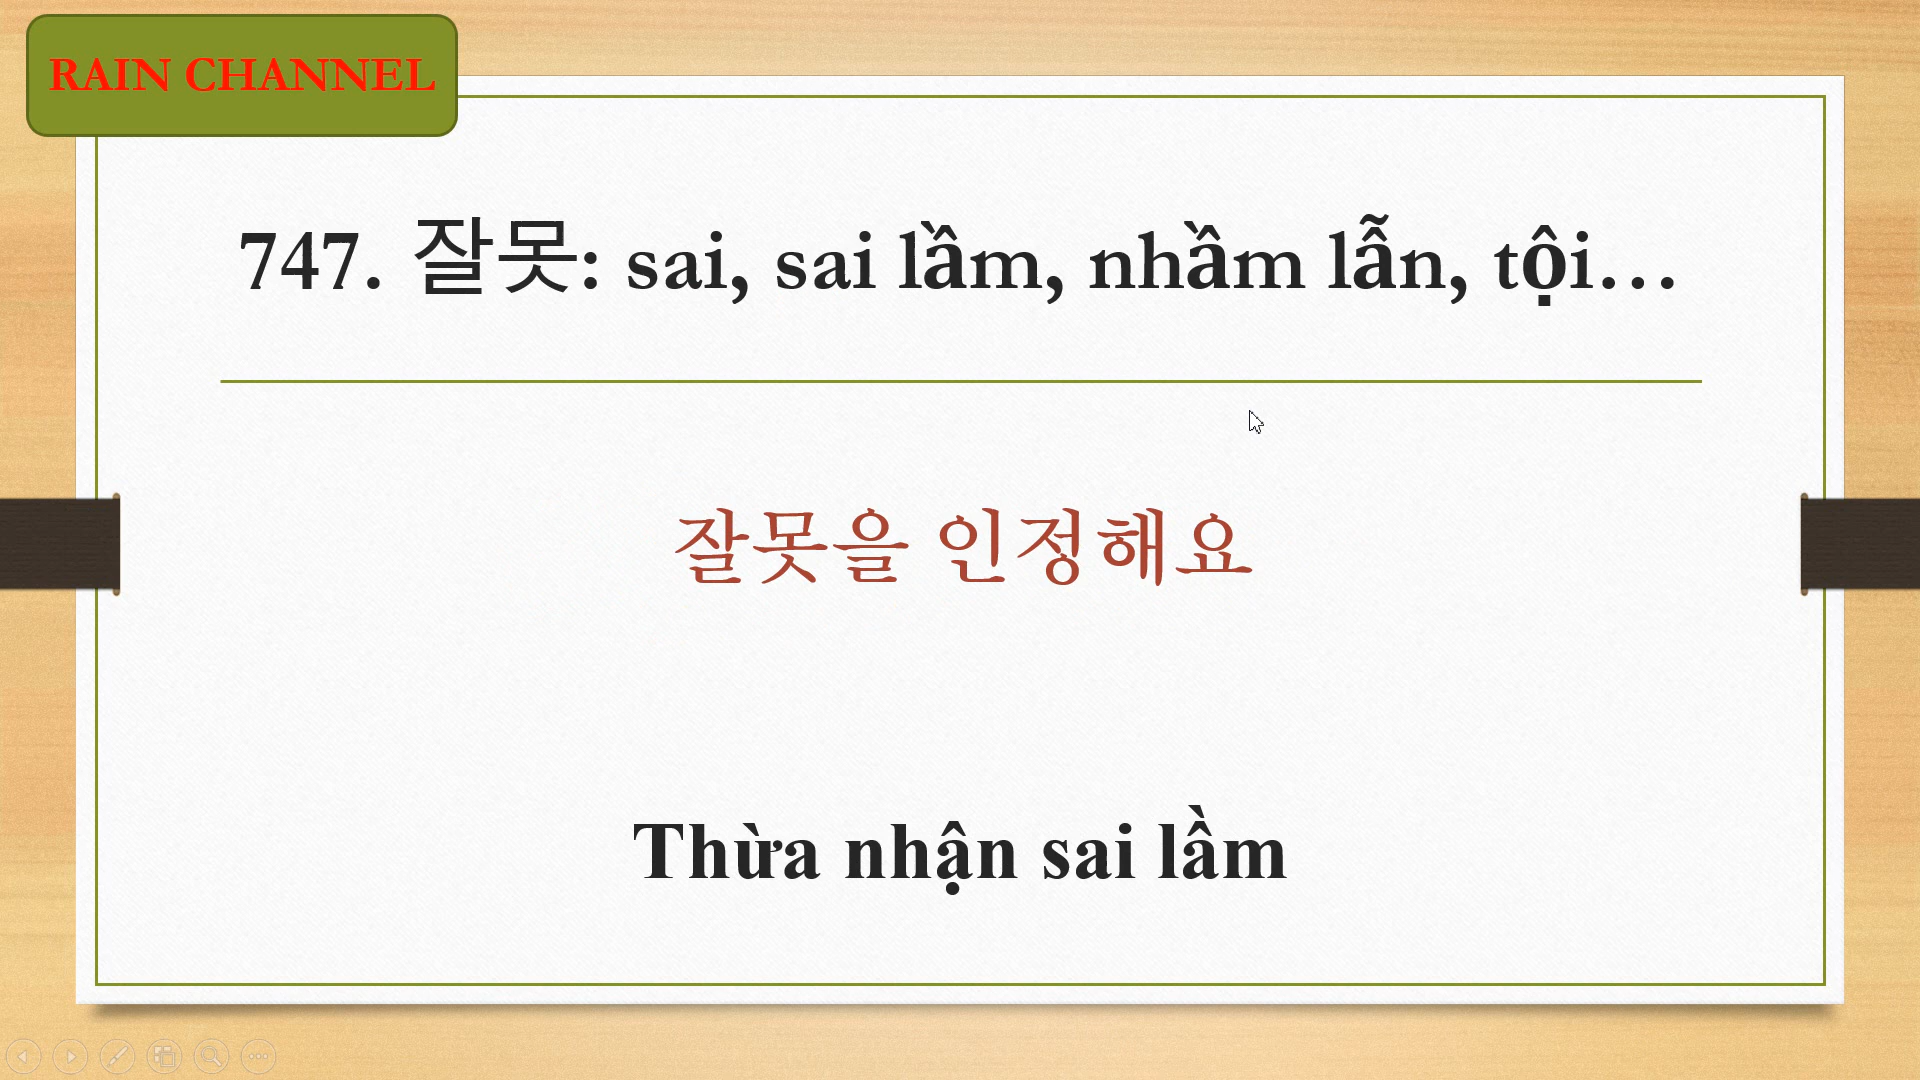 RAIN CHANNEL
747. 잘못: sai, sai lầm, nhầm lẫn, tội…
잘못을 인정해요
Thừa nhận sai lầm